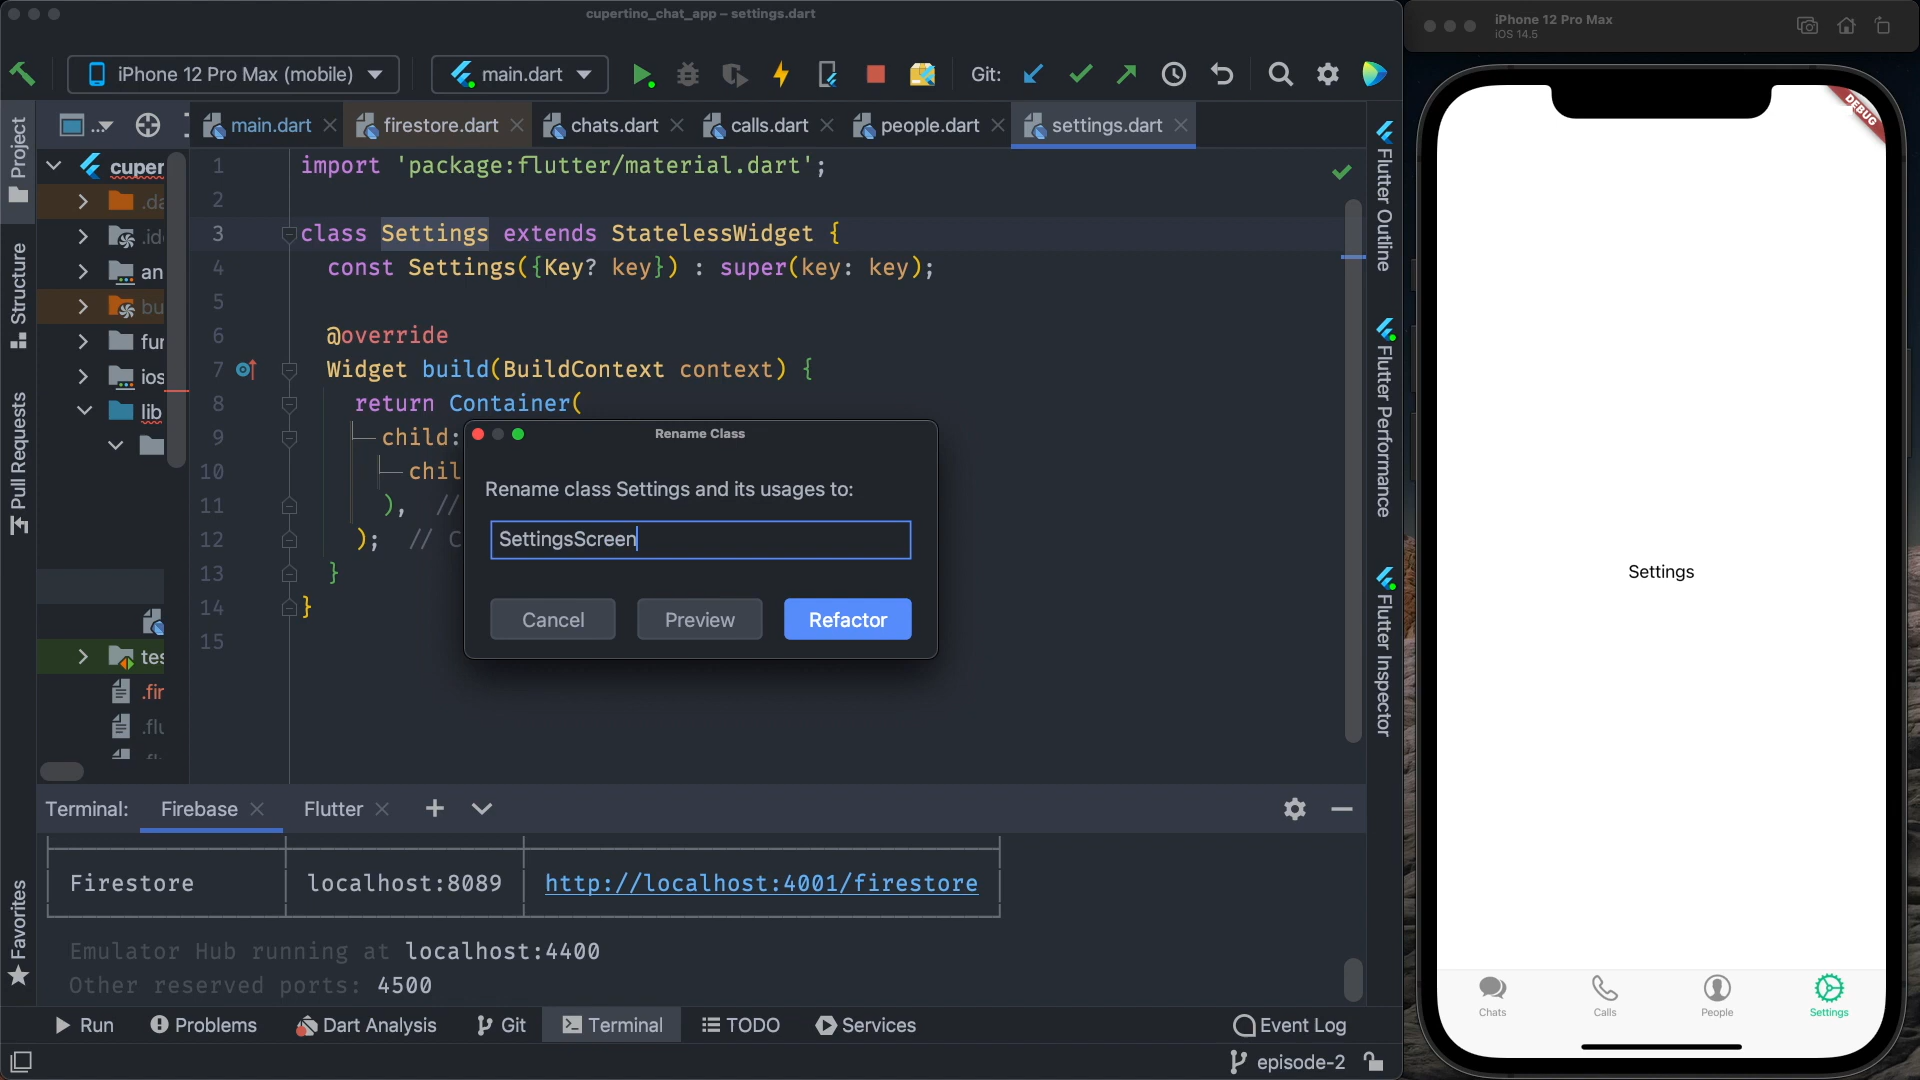 cupertino_chat_app – settings.dart
iPhone 12 Pro Max
iOS 14.5
iPhone 12 Pro Max (mobile)
main.dart
Git:
Project
Structure
Pull Requests
Favorites
...
main.dart
firestore.dart
chats.dart
calls.dart
people.dart
settings.dart
cuper
.da
.id
an
bu
fur
ios
lib
tes
.fir
.flu
1 import 'package:flutter/material.dart';
2
3 class Settings extends StatelessWidget {
4 const Settings({Key? key}) : super(key: key);
5
6 @override
7 Widget build(BuildContext context) {
8 return Container(
9 child:
10 chil
11 ), //
12 ); // C
13 }
14 }
15
Rename Class
Rename class Settings and its usages to:
SettingsScreen
Cancel
Preview
Refactor
Flutter Outline
Flutter Performance
Flutter Inspector
DEBUG
Settings
Chats
Calls
People
Settings
Terminal:
Firebase
Flutter
Firestore
localhost:8089
http://localhost:4001/firestore
Emulator Hub running at localhost:4400
Other reserved ports: 4500
Run
Problems
Dart Analysis
Git
Terminal
TODO
Services
Event Log
episode-2